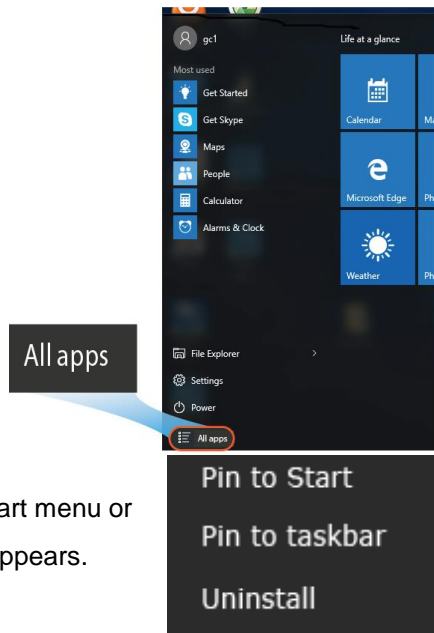 gc1
Life at a glance
Most used
Get Started
Get Skype
Maps
People
Calculator
Alarms & Clock
Calendar
Microsoft Edge
Weather
All apps
File Explorer
Settings
Power
All apps
Pin to Start
Pin to taskbar
Uninstall
art menu or
ppears.